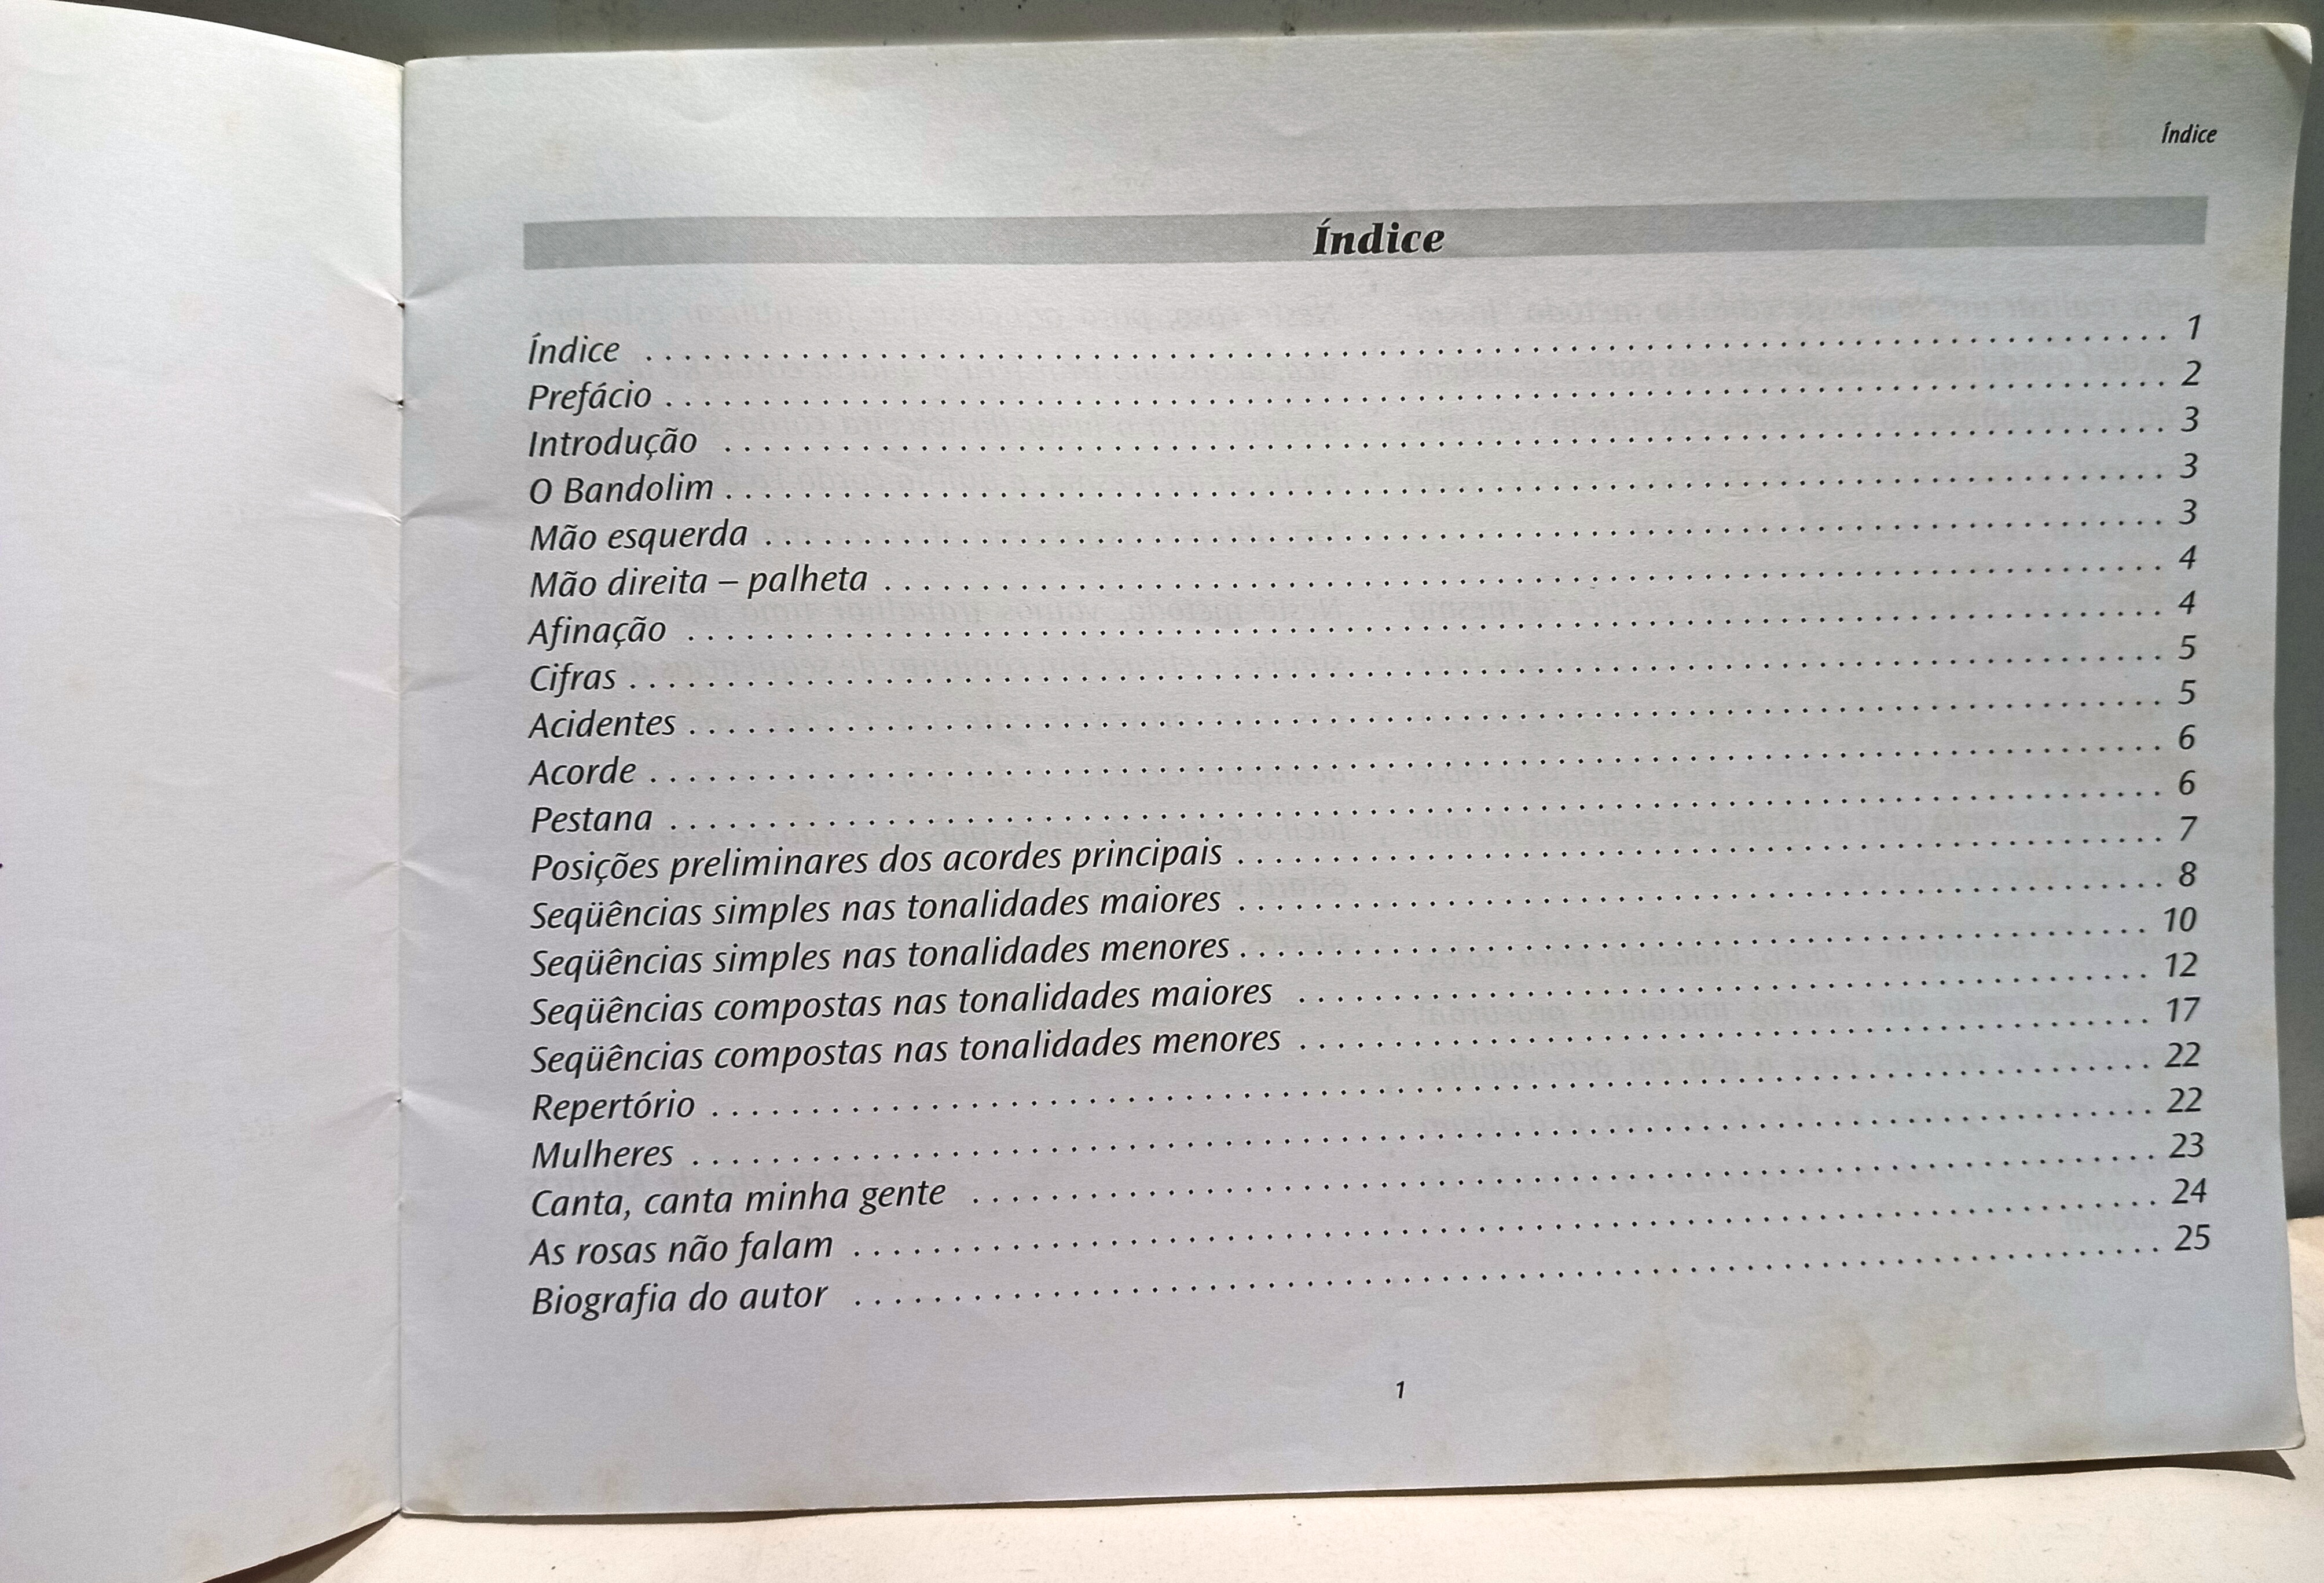 Índice
Índice
Índice . . . . . . . . . . . . . . . . . . . . 1
Prefácio . . . . . . . . . . . . . . . . . . . . 2
Introdução . . . . . . . . . . . . . . . . . . . . 3
O Bandolim . . . . . . . . . . . . . . . . . . . . 3
Mão esquerda . . . . . . . . . . . . . . . . . . . . 3
Mão direita – palheta . . . . . . . . . . . . . . . . . . . . 4
Afinação . . . . . . . . . . . . . . . . . . . . 4
Cifras . . . . . . . . . . . . . . . . . . . . 5
Acidentes . . . . . . . . . . . . . . . . . . . . 5
Acorde . . . . . . . . . . . . . . . . . . . . 6
Pestana . . . . . . . . . . . . . . . . . . . . 6
Posições preliminares dos acordes principais . . . . . . . . . . . . . . . . . . . . 7
Seqüências simples nas tonalidades maiores . . . . . . . . . . . . . . . . . . . . 8
Seqüências simples nas tonalidades menores . . . . . . . . . . . . . . . . . . . . 10
Seqüências compostas nas tonalidades maiores . . . . . . . . . . . . . . . . . . . . 12
Seqüências compostas nas tonalidades menores . . . . . . . . . . . . . . . . . . . . 17
Repertório . . . . . . . . . . . . . . . . . . . . 22
Mulheres . . . . . . . . . . . . . . . . . . . . 22
Canta, canta minha gente . . . . . . . . . . . . . . . . . . . . 23
As rosas não falam . . . . . . . . . . . . . . . . . . . . 24
Biografia do autor . . . . . . . . . . . . . . . . . . . . 25
1